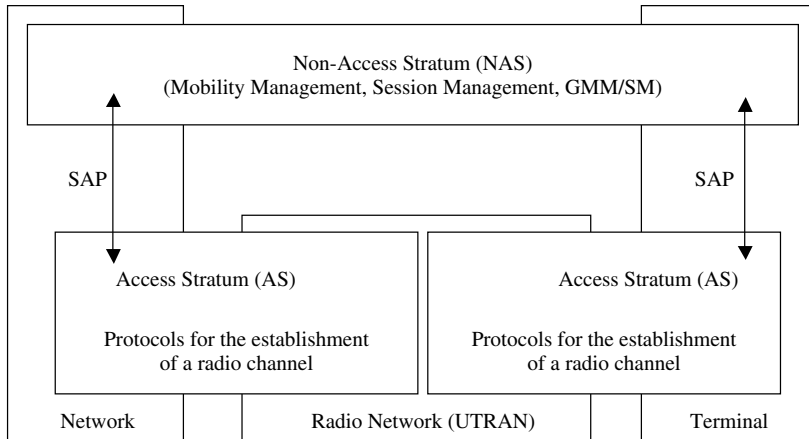 Non-Access Stratum (NAS)
(Mobility Management, Session Management, GMM/SM)
SAP
SAP
Access Stratum (AS)
Protocols for the establishment
of a radio channel
Access Stratum (AS)
Protocols for the establishment
of a radio channel
Network
Radio Network (UTRAN)
Terminal